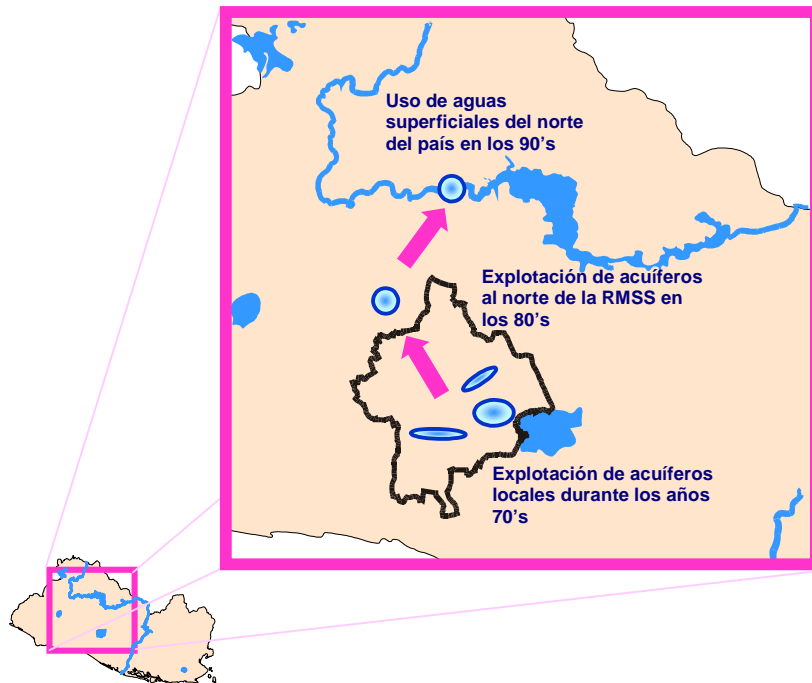 Uso de aguas
superficiales del norte
del país en los 90's
Explotación de acuíferos
al norte de la RMSS en
los 80's
Explotación de acuíferos
locales durante los años
70's